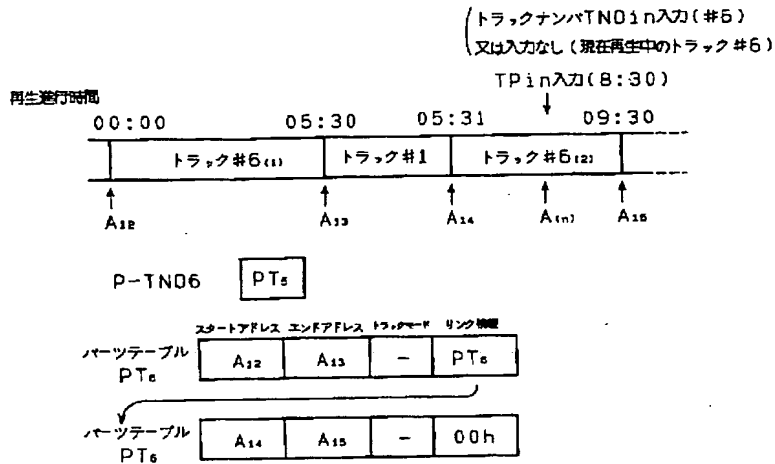 トラックナンバTNOin入力(#6)
又は入力なし(現在再生中のトラック#6)
TPin入力(8:30)
再生進行時間
00:00 05:30 05:31 09:30
トラック#6(1) トラック#1 トラック#6(2)
A12 A13 A14 A(n) A15
P-TNO6 PT5
スタートアドレス エンドアドレス トラックモード リンク情報
パーツテーブル A12 A13 - PT6
PT6
パーツテーブル A14 A15 - 00h
PT6